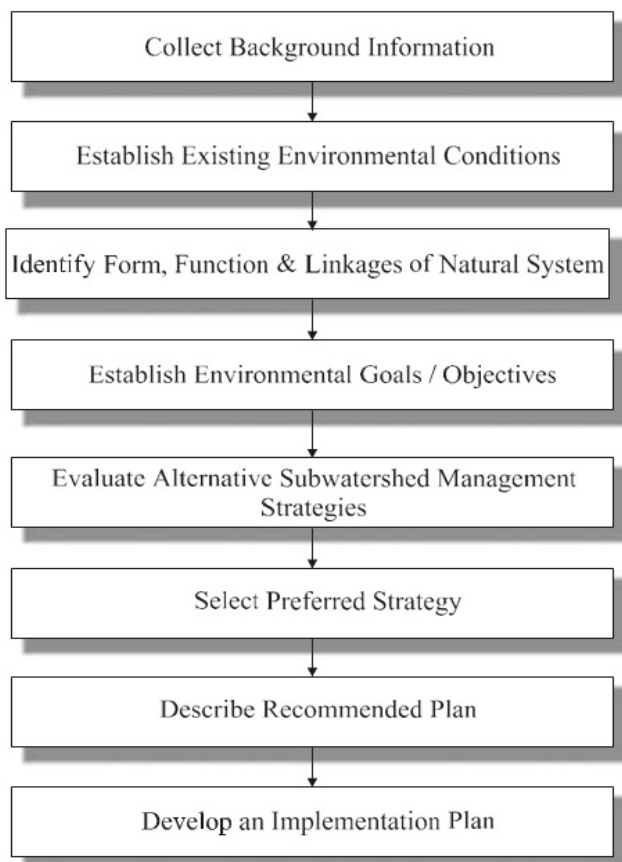 Collect Background Information
Establish Existing Environmental Conditions
Identify Form, Function & Linkages of Natural System
Establish Environmental Goals / Objectives
Evaluate Alternative Subwatershed Management
Strategies
Select Preferred Strategy
Describe Recommended Plan
Develop an Implementation Plan